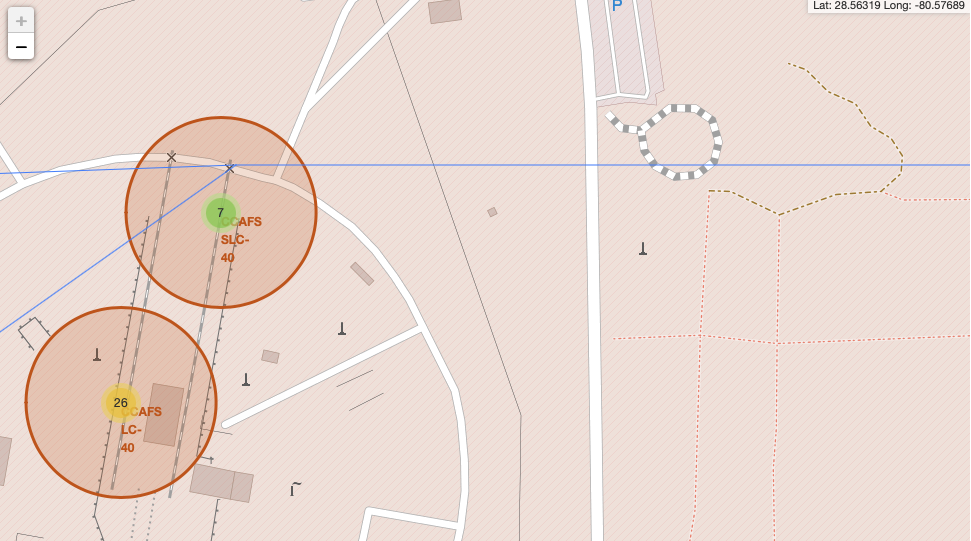 +
−
P
Lat: 28.56319 Long: -80.57689
7
CCAFS
SLC-
40
26
CCAFS
LC-
40